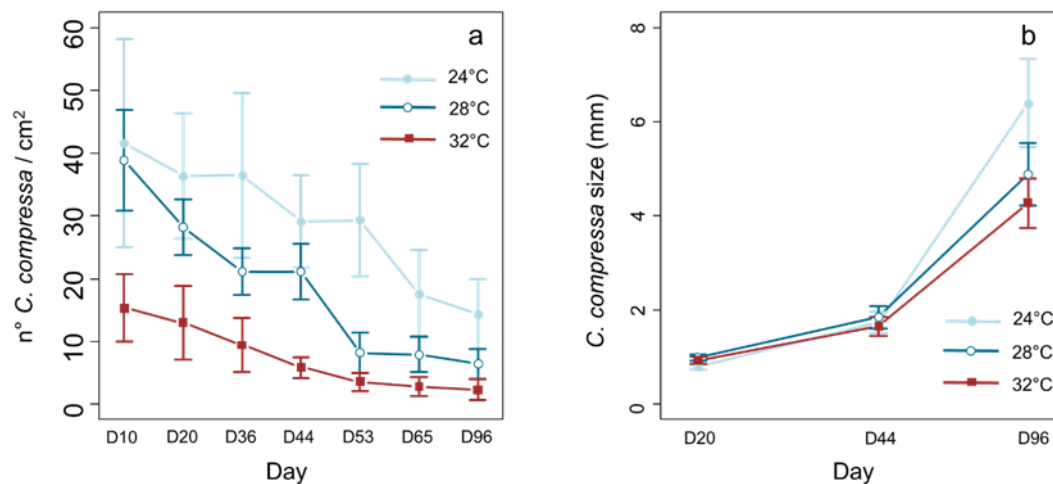 a
n° C. compressa / cm²
60
50
40
30
20
10
0
24°C
28°C
32°C
D10 D20 D36 D44 D53 D65 D96
Day
b
C. compressa size (mm)
8
6
4
2
0
24°C
28°C
32°C
D20 D44 D96
Day